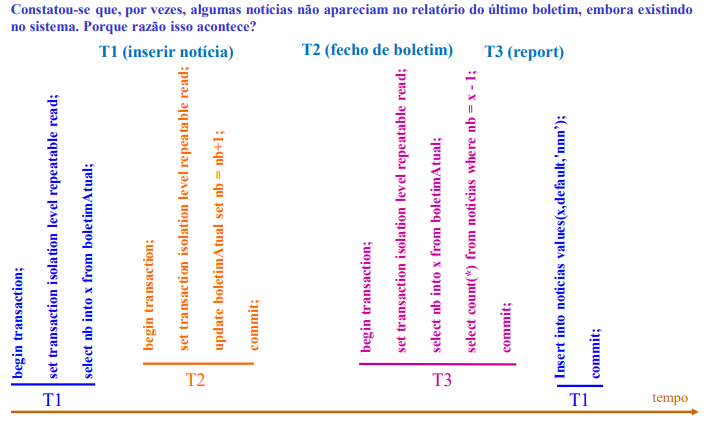 Constatou-se que, por vezes, algumas notícias não apareciam no relatório do último boletim, embora existindo
no sistema. Porque razão isso acontece?
T1 (inserir notícia)
T2 (fecho de boletim)
T3 (report)
begin transaction;
set transaction isolation level repeatable read;
select nb into x from boletimAtual;
T1
begin transaction;
set transaction isolation level repeatable read;
update boletimAtual set nb = nb+1;
commit;
T2
begin transaction;
set transaction isolation level repeatable read;
select nb into x from boletimAtual;
select count(*) from noticias where nb = x - 1;
commit;
T3
Insert into noticias values(x,default,'nnn’);
commit;
T1
tempo